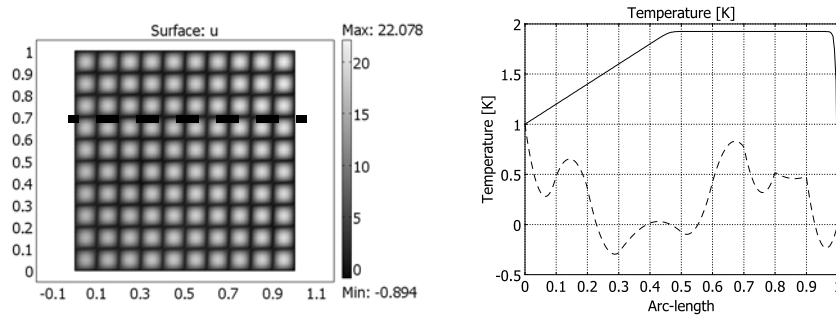 Surface: u
Max: 22.078
1
0.9
0.8
0.7
0.6
0.5
0.4
0.3
0.2
0.1
0
-0.1 0.1 0.3 0.5 0.7 0.9 1.1
20
15
10
5
0
Min: -0.894
Temperature [K]
Temperature [K]
2
1.5
1
0.5
0
-0.5
0 0.1 0.2 0.3 0.4 0.5 0.6 0.7 0.8 0.9 1
Arc-length